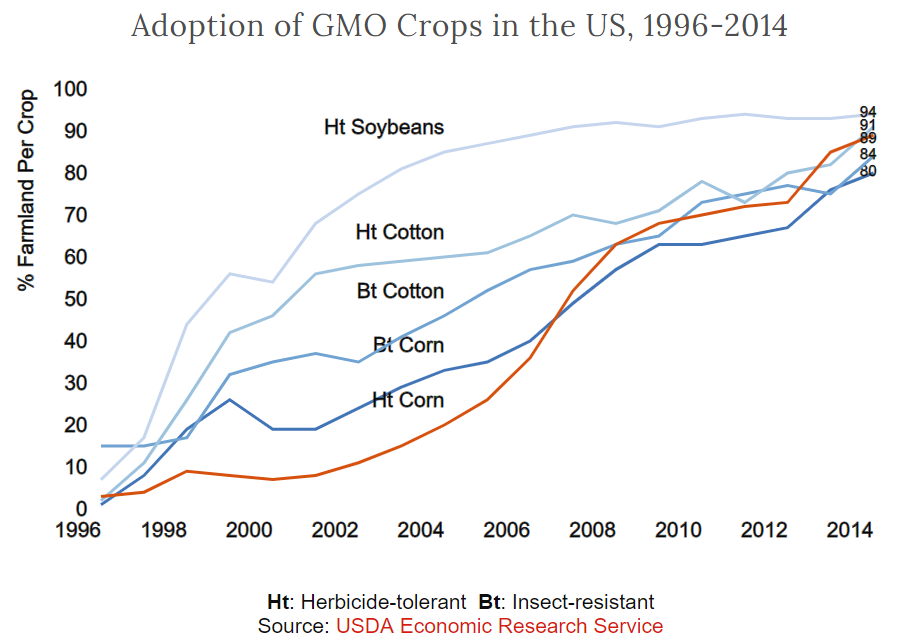 Adoption of GMO Crops in the US, 1996-2014
% Farmland Per Crop
100
90
80
70
60
50
40
30
20
10
0
Ht Soybeans
Ht Cotton
Bt Cotton
Bt Corn
Ht Corn
94
91
89
84
80
1996 1998 2000 2002 2004 2006 2008 2010 2012 2014
Ht: Herbicide-tolerant Bt: Insect-resistant
Source: USDA Economic Research Service